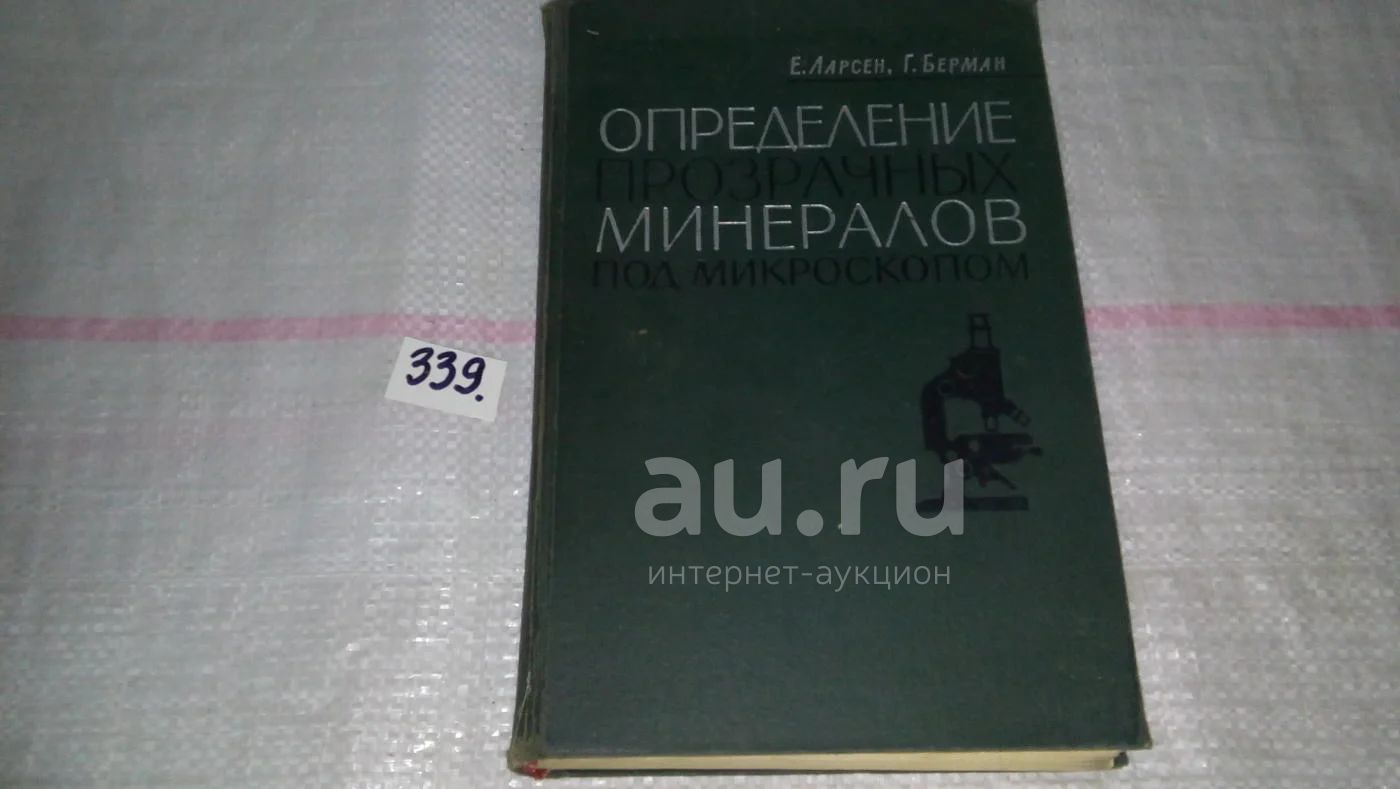 Е. ЛАРСЕН, Г. БЕРМАН
ОПРЕДЕЛЕНИЕ
ПРОЗРАЧНЫХ
МИНЕРАЛОВ
ПОД МИКРОСКОПОМ
339.
au.ru
интернет-аукцион